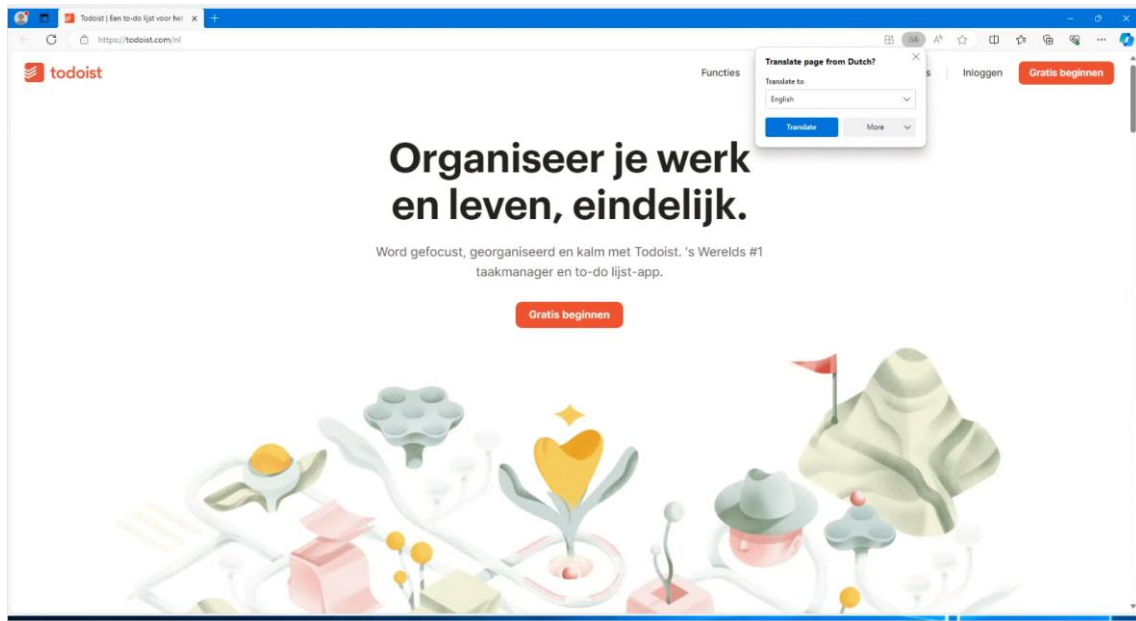 Todoist | Een to-do lijst voor het
https://todoist.com/nl
todoist
Functies
Inloggen
Gratis beginnen
Translate page from Dutch?
Translate to
English
Translate
More
Organiseer je werk
en leven, eindelijk.
Word gefocust, georganiseerd en kalm met Todoist. 's Werelds #1
taakmanager en to-do lijst-app.
Gratis beginnen